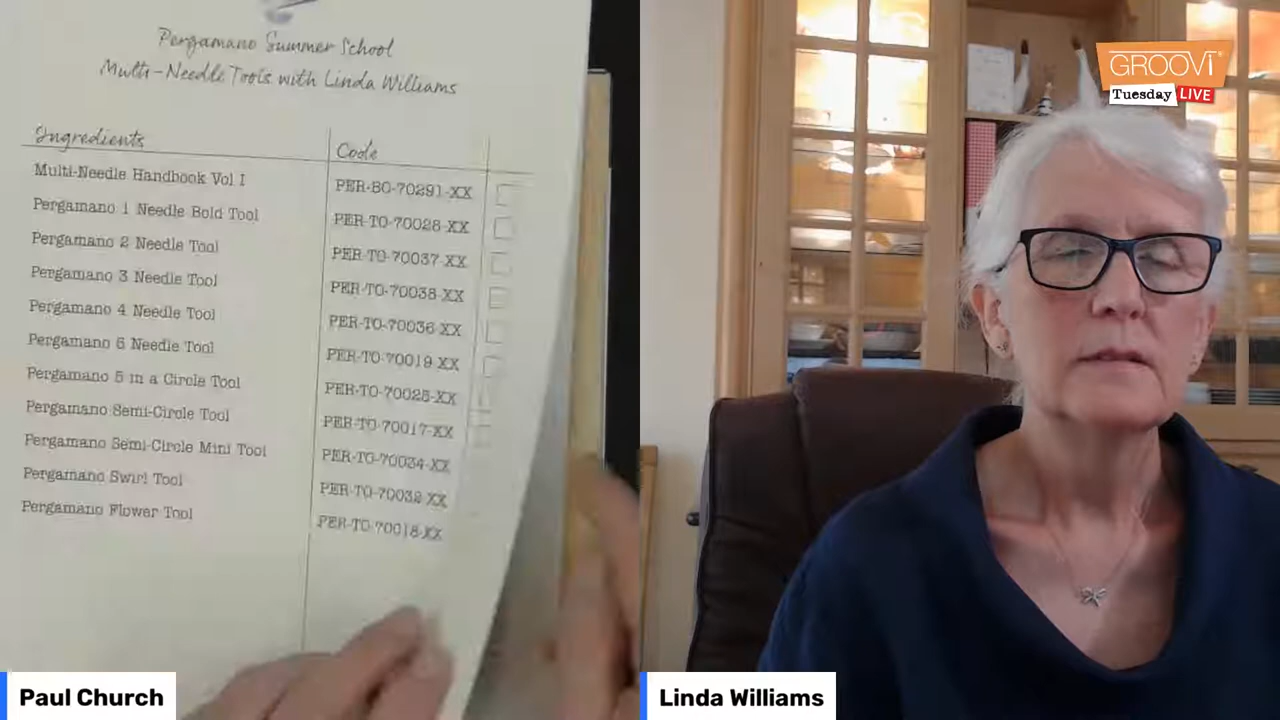 Pergamano Summer School
Multi-Needle Tools with Linda Williams
Ingredients Code
Multi-Needle Handbook Vol I PER-BO-70291-XX
Pergamano 1 Needle Bold Tool PER-TO-70028-XX
Pergamano 2 Needle Tool PER-TO-70037-XX
Pergamano 3 Needle Tool PER-TO-70038-XX
Pergamano 4 Needle Tool PER-TO-70036-XX
Pergamano 6 Needle Tool PER-TO-70019-XX
Pergamano 5 in a Circle Tool PER-TO-70025-XX
Pergamano Semi-Circle Tool PER-TO-70017-XX
Pergamano Semi-Circle Mini Tool PER-TO-70034-XX
Pergamano Swirl Tool PER-TO-70032-XX
Pergamano Flower Tool PER-TO-70018-XX
GROOVI®
Tuesday LIVE
Paul Church
Linda Williams